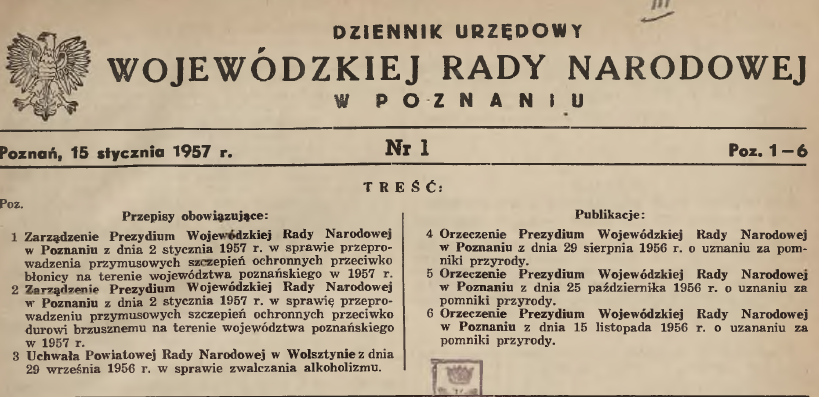 DZIENNIK URZĘDOWY
WOJEWÓDZKIEJ RADY NARODOWEJ
W POZNANIU
Poznań, 15 stycznia 1957 r.
Nr 1
Poz. 1—6
TREŚĆ:
Poz.
Przepisy obowiązujące:
1 Zarządzenie Prezydium Wojewódzkiej Rady Narodowej
w Poznaniu z dnia 2 stycznia 1957 r. w sprawie przepro-
wadzenia przymusowych szczepień ochronnych przeciwko
błonicy na terenie województwa poznańskiego w 1957 r.
2 Zarządzenie Prezydium Wojewódzkiej Rady Narodowej
w Poznaniu z dnia 2 stycznia 1957 r. w sprawię przepro-
wadzeniu przymusowych szczepień ochronnych przeciwko
durowi brzusznemu na terenie województwa poznańskiego
w 1957 r.
3 Uchwała Powiatowej Rady Narodowej w Wolsztynie z dnia
29 września 1956 r. w sprawie zwalczania alkoholizmu.
Publikacje:
4 Orzeczenie Prezydium Wojewódzkiej Rady Narodowej
w Poznaniu z dnia 29 sierpnia 1956 r. o uznaniu za pom-
niki przyrody.
5 Orzeczenie Prezydium Wojewódzkiej Rady Narodowej
w Poznaniu z dnia 25 października 1956 r. o uznaniu za
pomniki przyrody.
6 Orzeczenie Prezydium Wojewódzkiej Rady Narodowej
w Poznaniu z dnia 15 listopada 1956 r. o uzananiu za
pomniki przyrody.